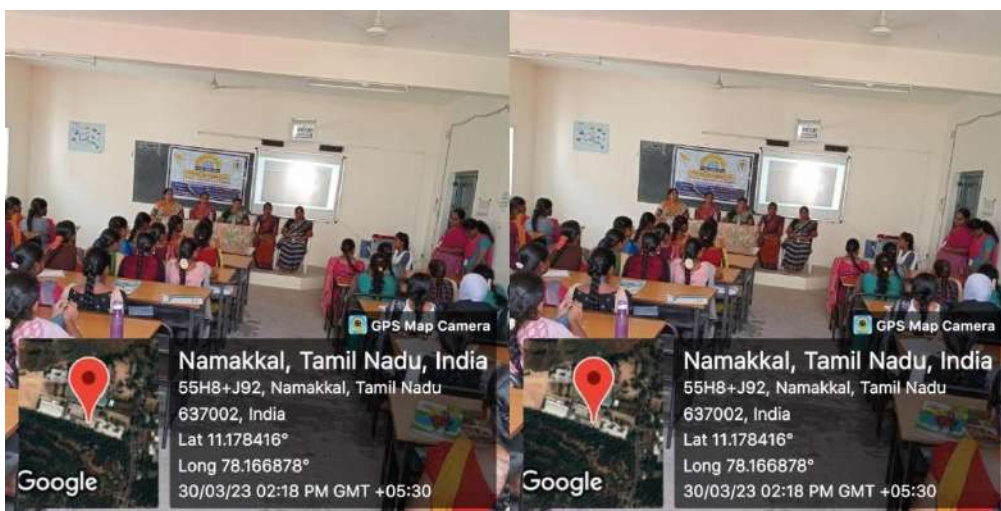 GPS Map Camera
Namakkal, Tamil Nadu, India
55H8+J92, Namakkal, Tamil Nadu
637002, India
Lat 11.178416°
Long 78.166878°
30/03/23 02:18 PM GMT +05:30
Google
GPS Map Camera
Namakkal, Tamil Nadu, India
55H8+J92, Namakkal, Tamil Nadu
637002, India
Lat 11.178416°
Long 78.166878°
30/03/23 02:18 PM GMT +05:30
Google